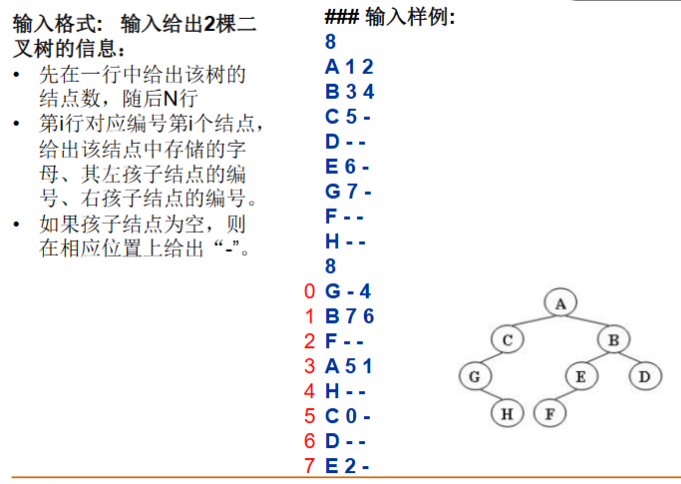 输入格式： 输入给出2棵二
叉树的信息：
• 先在一行中给出该树的
结点数，随后N行
• 第i行对应编号第i个结点，
给出该结点中存储的字
母、其左孩子结点的编
号、右孩子结点的编号。
• 如果孩子结点为空，则
在相应位置上给出“-”。
### 输入样例:
8
A 1 2
B 3 4
C 5 -
D - -
E 6 -
G 7 -
F - -
H - -
8
0 G - 4
1 B 7 6
2 F - -
3 A 5 1
4 H - -
5 C 0 -
6 D - -
7 E 2 -
A
C B
G E D
H F